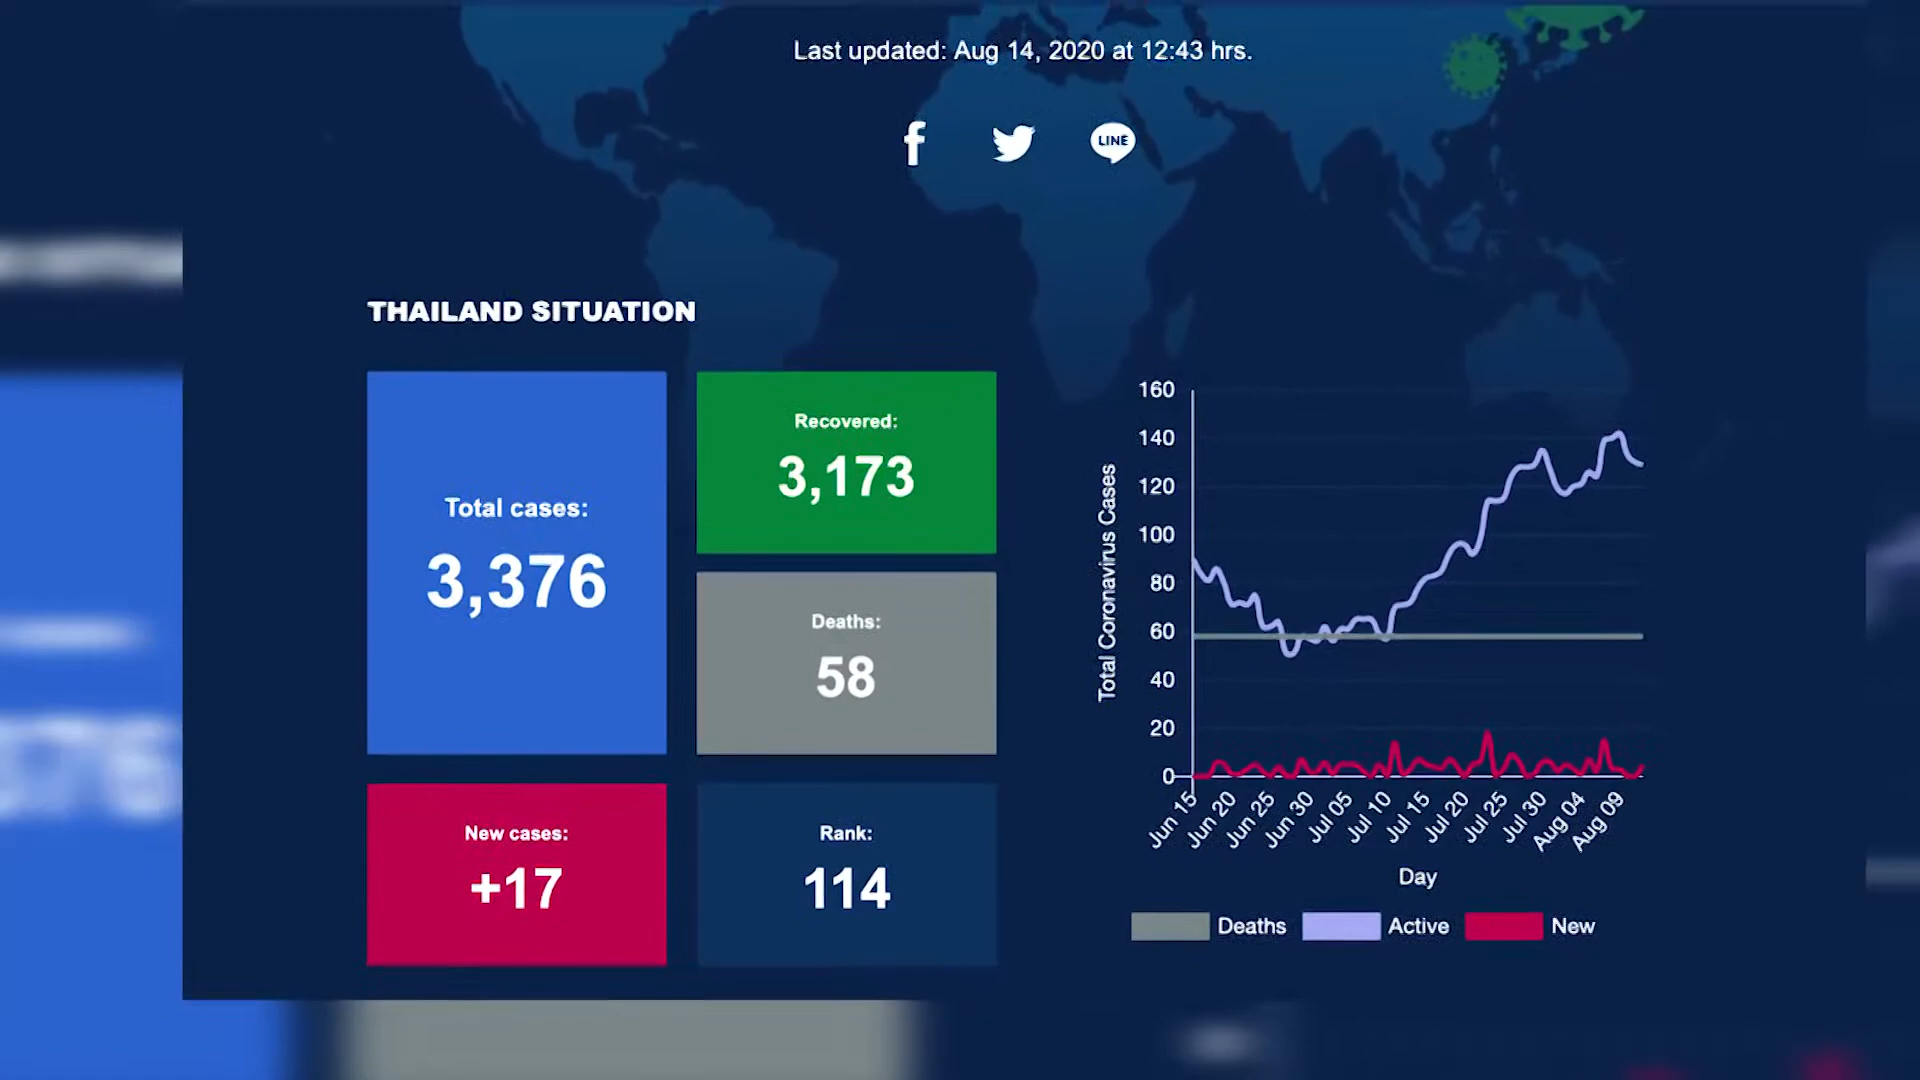 Last updated: Aug 14, 2020 at 12:43 hrs.
LINE
THAILAND SITUATION
Total cases:
3,376
Recovered:
3,173
Deaths:
58
New cases:
+17
Rank:
114
Total Coronavirus Cases
160
140
120
100
80
60
40
20
0
Jun 15
Jun 20
Jun 25
Jun 30
Jul 05
Jul 10
Jul 15
Jul 20
Jul 25
Jul 30
Aug 04
Aug 09
Day
Deaths Active New